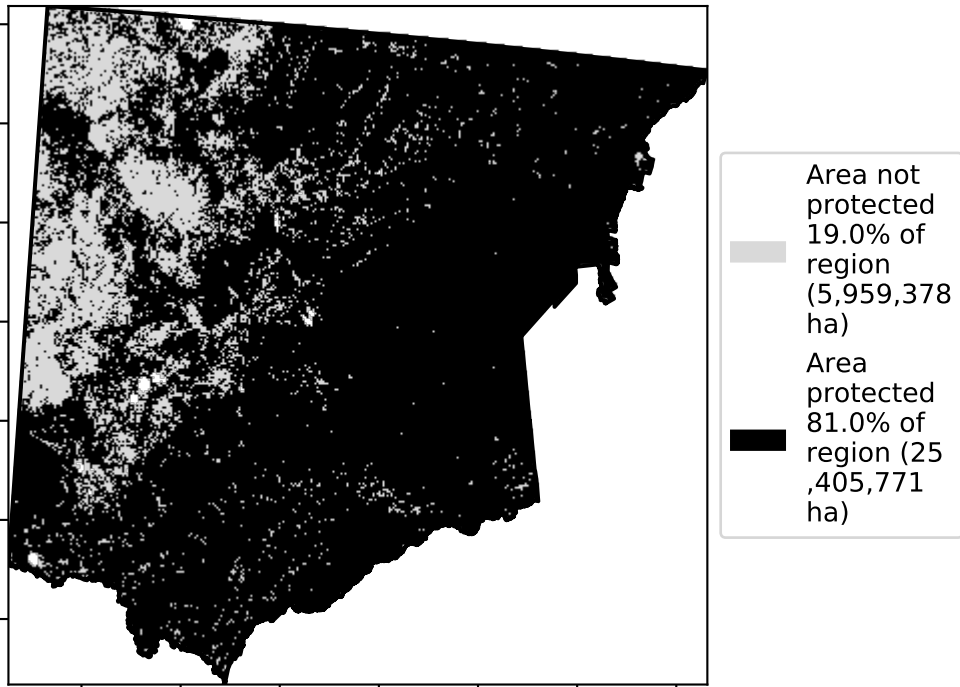 Area not
protected
19.0% of
region
(5,959,378
ha)
Area
protected
81.0% of
region (25
,405,771
ha)